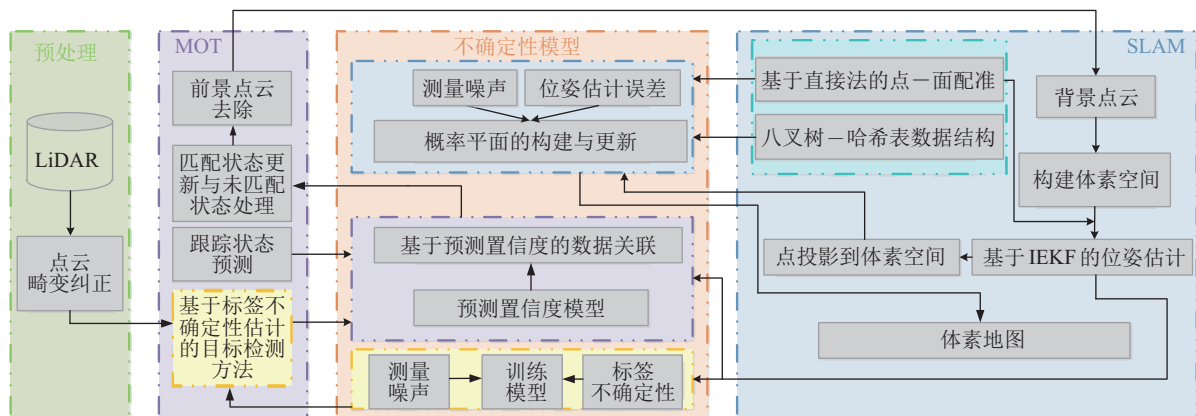 预处理
LiDAR
点云
畸变纠正
MOT
前景点云
去除
匹配状态更
新与未匹配
状态处理
跟踪状态
预测
基于标签不
确定性估计
的目标检测
方法
不确定性模型
测量噪声
位姿估计误差
概率平面的构建与更新
基于预测置信度的数据关联
预测置信度模型
测量
噪声
训练
模型
标签
不确定性
SLAM
基于直接法的点－面配准
八叉树－哈希表数据结构
背景点云
构建体素空间
点投影到体素空间
基于 IEKF 的位姿估计
体素地图